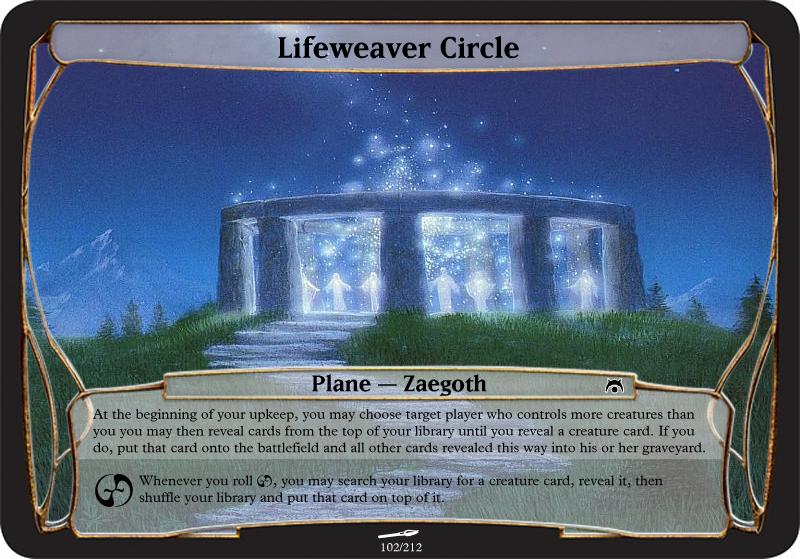 Lifeweaver Circle
Plane — Zaegoth
At the beginning of your upkeep, you may choose target player who controls more creatures than
you you may then reveal cards from the top of your library until you reveal a creature card. If you
do, put that card onto the battlefield and all other cards revealed this way into his or her graveyard.
Whenever you roll , you may search your library for a creature card, reveal it, then
shuffle your library and put that card on top of it.
102/212